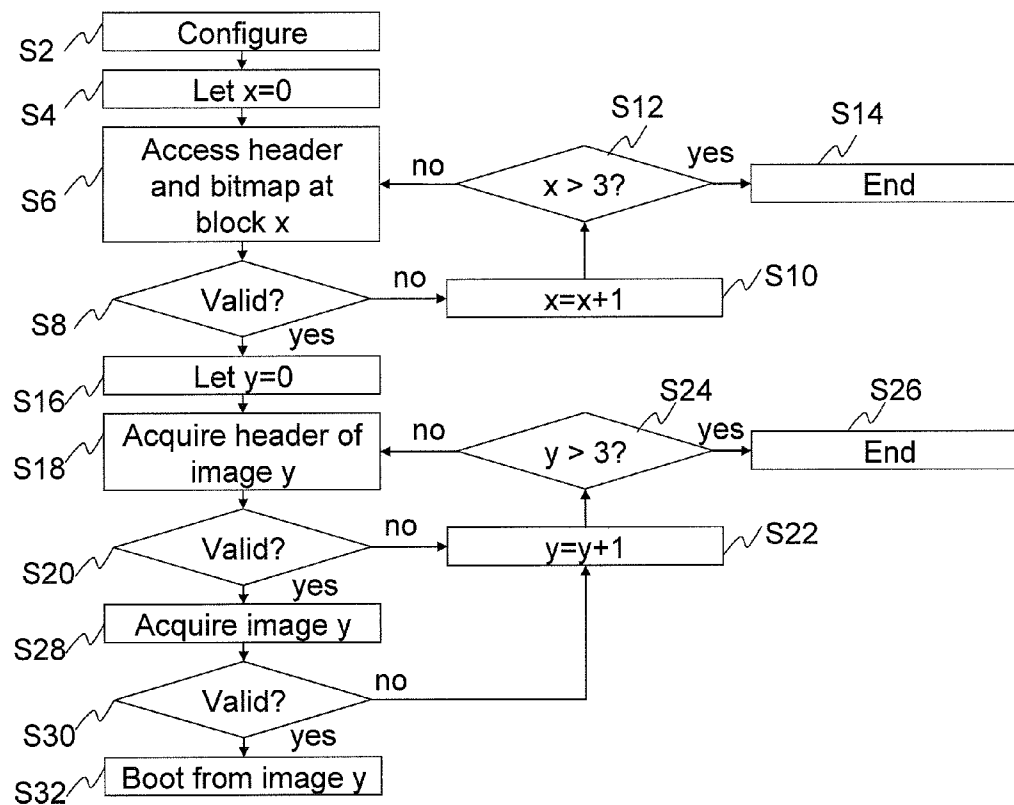 S2
Configure
S4
Let x=0
S6
Access header
and bitmap at
block x
no
S12
x > 3?
yes
S14
End
S8
Valid?
no
yes
x=x+1
S10
S16
Let y=0
S18
Acquire header of
image y
no
S24
y > 3?
yes
S26
End
S20
Valid?
no
yes
y=y+1
S22
S28
Acquire image y
S30
Valid?
no
yes
S32
Boot from image y